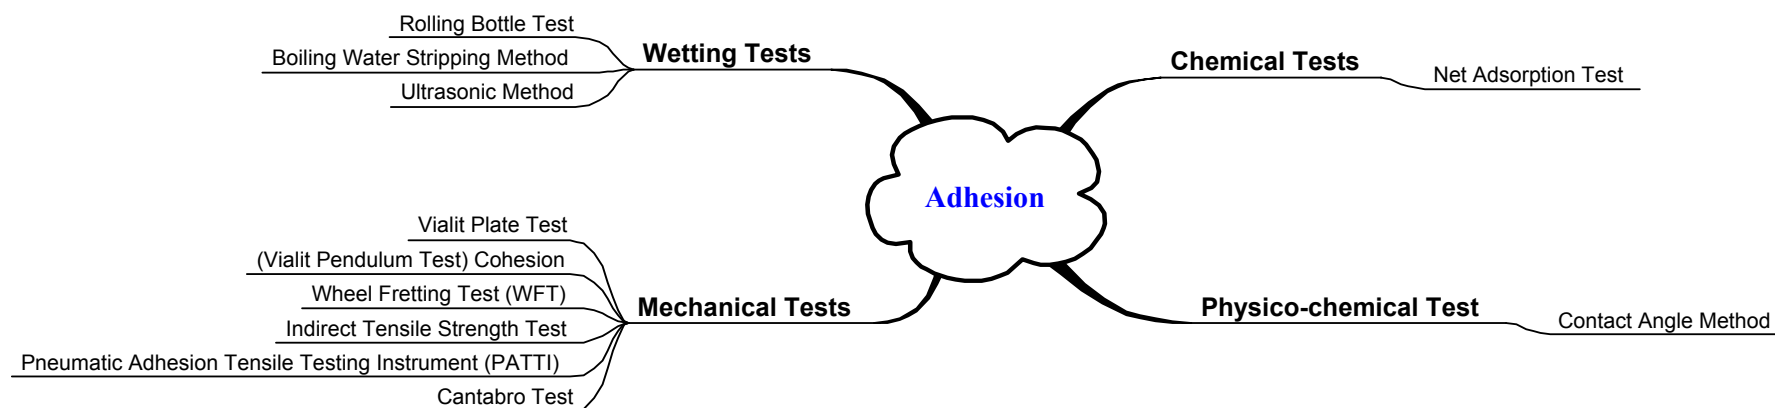 Rolling Bottle Test
Boiling Water Stripping Method
Ultrasonic Method
Wetting Tests
Chemical Tests
Net Adsorption Test
Adhesion
Vialit Plate Test
(Vialit Pendulum Test) Cohesion
Wheel Fretting Test (WFT)
Indirect Tensile Strength Test
Pneumatic Adhesion Tensile Testing Instrument (PATTI)
Cantabro Test
Mechanical Tests
Physico-chemical Test
Contact Angle Method